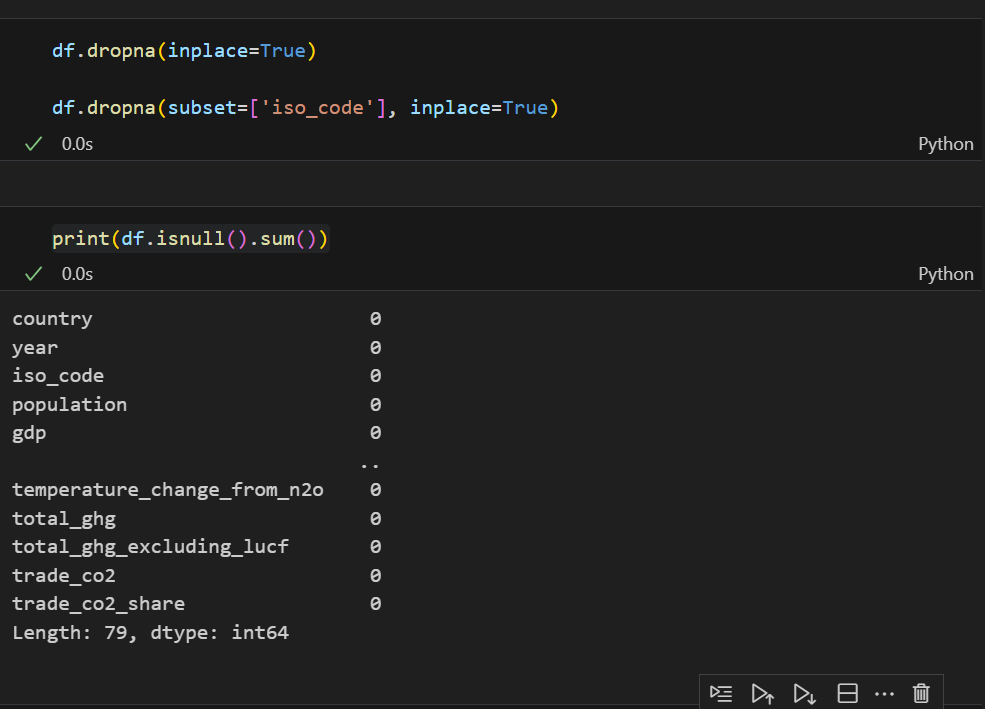 df.dropna(inplace=True)
df.dropna(subset=['iso_code'], inplace=True)
0.0s
Python
print(df.isnull().sum())
0.0s
Python
country 0
year 0
iso_code 0
population 0
gdp 0
..
temperature_change_from_n2o 0
total_ghg 0
total_ghg_excluding_lucf 0
trade_co2 0
trade_co2_share 0
Length: 79, dtype: int64